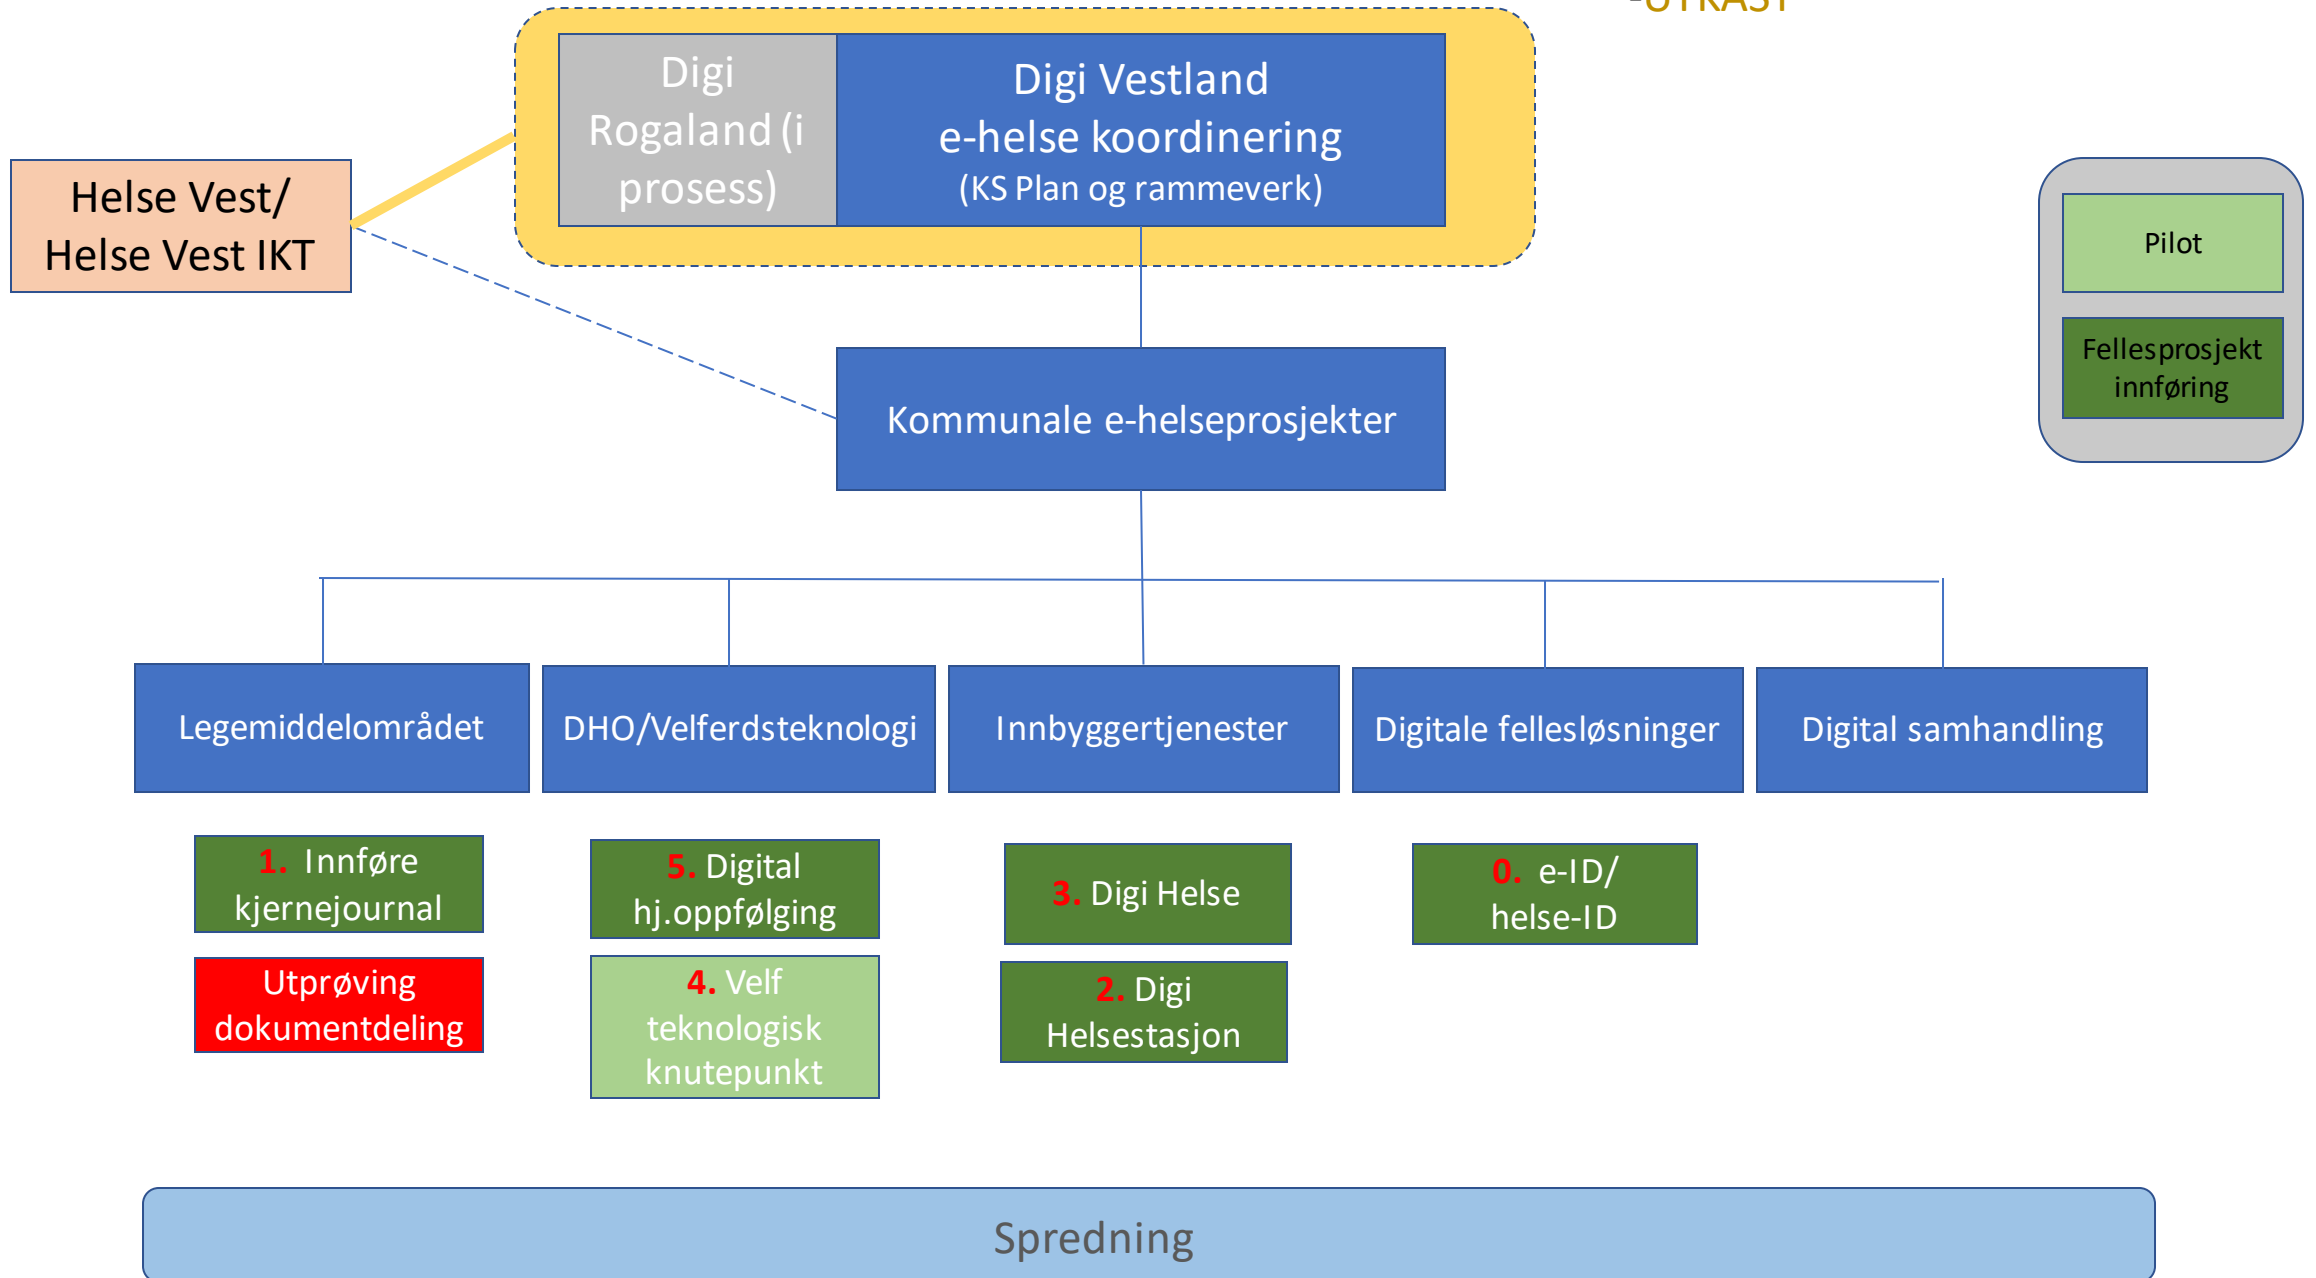 -UTKAST
Digi
Rogaland (i
prosess)
Digi Vestland
e-helse koordinering
(KS Plan og rammeverk)
Helse Vest/
Helse Vest IKT
Pilot
Fellesprosjekt
innføring
Kommunale e-helseprosjekter
Legemiddelområdet
DHO/Velferdsteknologi
Innbyggertjenester
Digitale fellesløsninger
Digital samhandling
1. Innføre
kjernejournal
Utprøving
dokumentdeling
5. Digital
hj.oppfølging
4. Velf
teknologisk
knutepunkt
3. Digi Helse
2. Digi
Helsestasjon
0. e-ID/
helse-ID
Spredning